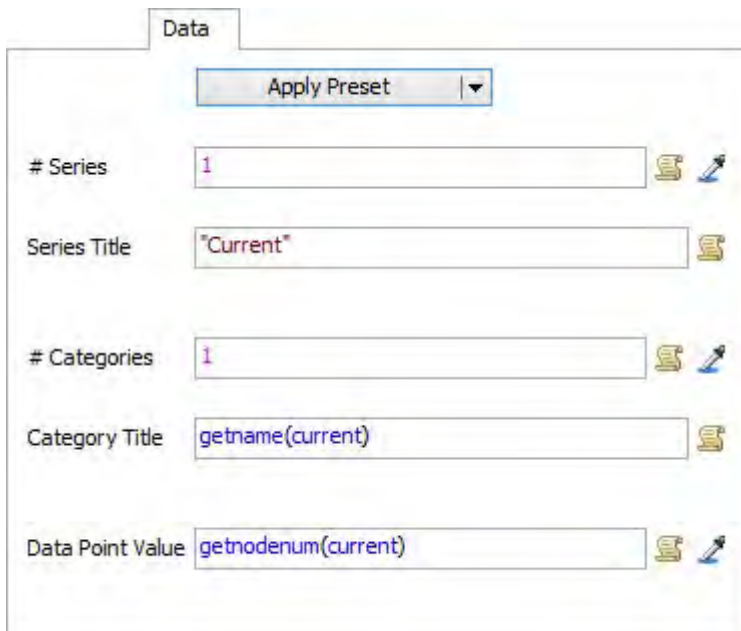 Data
Apply Preset
# Series 1
Series Title "Current"
# Categories 1
Category Title getname(current)
Data Point Value getnodenum(current)